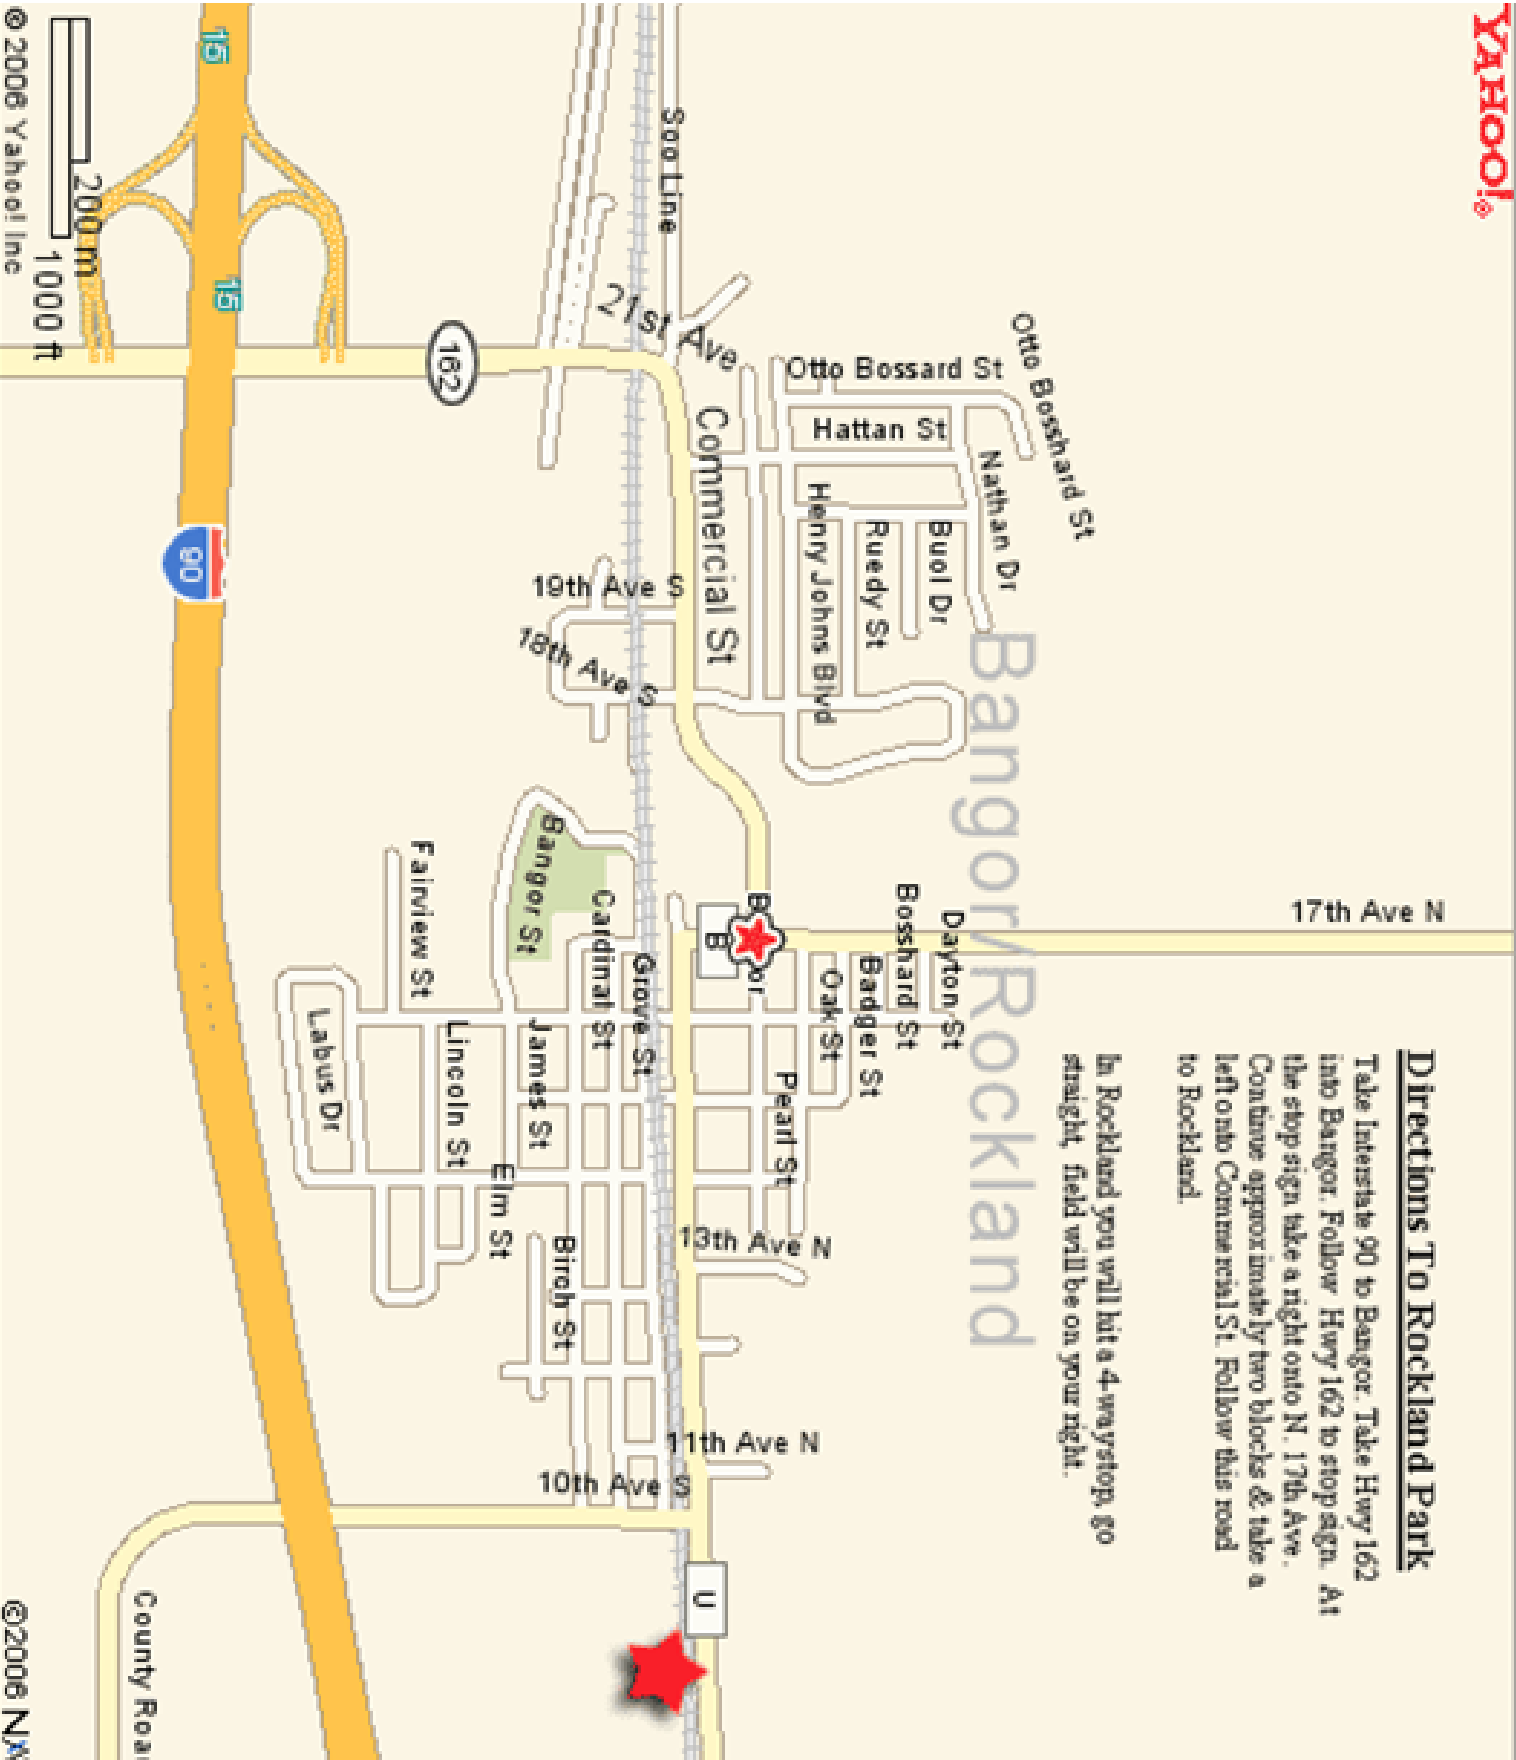 YAHOO!®
Directions To Rockland Park
Take Interstate 90 to Bangor. Take Hwy 162
into Bangor. Follow Hwy 162 to stop sign. At
the stop sign take a right onto N. 17th Ave.
Continue approximately two blocks & take a
left onto Commercial St. Follow this road
to Rockland.
In Rockland you will hit a 4-way stop, go
straight, field will be on your right.
17th Ave N
Otto Bosshard St
Otto Bossard St
Hattan St
Nathan Dr
Buol Dr
Ruedy St
Henry Johns Blvd
Bangor/Rockland
Dayton St
Bosshard St
Badger St
Oak St
Pearl St
13th Ave N
11th Ave N
Soo Line
21st Ave
Commercial St
B
B
or
U
19th Ave S
18th Ave S
Grove St
Cardinal St
Bangor St
James St
Elm St
Birch St
10th Ave S
162
Fairview St
Lincoln St
Labus Dr
15
15
90
County Roa
200 m
1000 ft
© 2006 Yahoo! Inc
©2006 NA